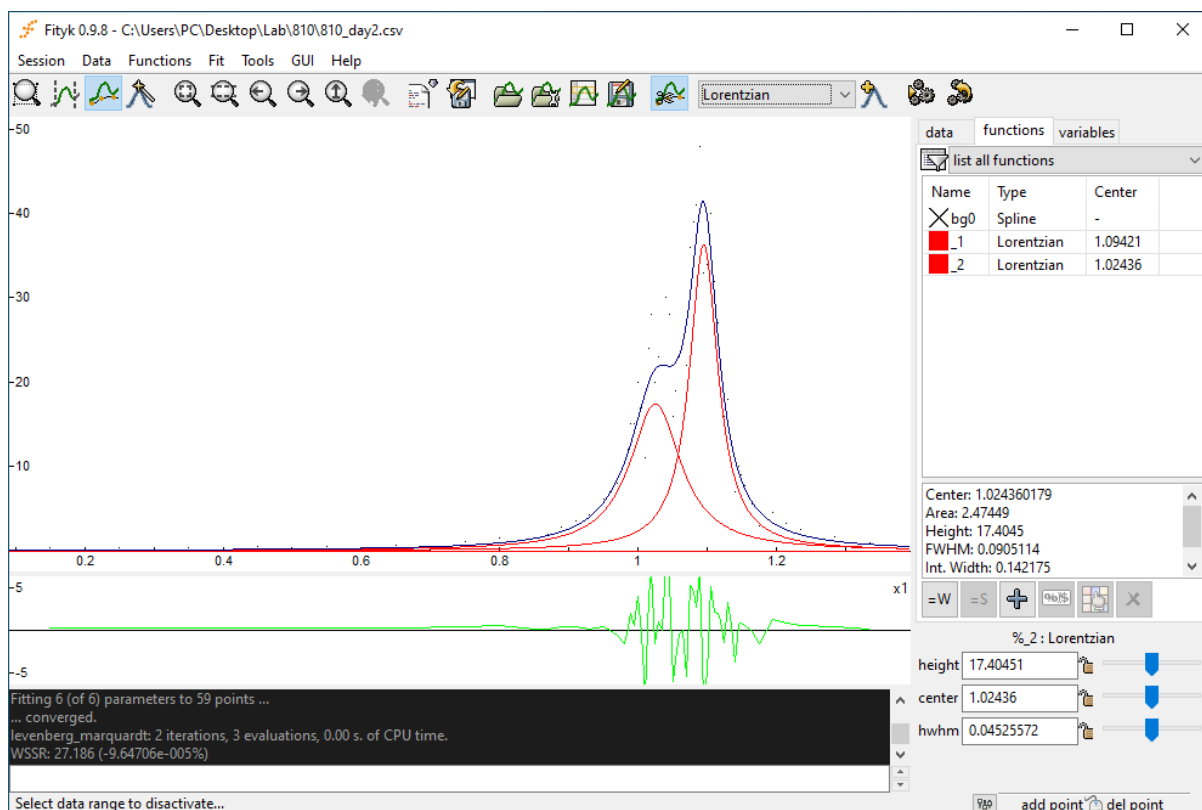 Fityk 0.9.8 - C:\Users\PC\Desktop\Lab\810\810_day2.csv
Session Data Functions Fit Tools GUI Help
Lorentzian
50
40
30
20
10
0.2 0.4 0.6 0.8 1 1.2
5
x1
-5
data functions variables
list all functions
Name Type Center
bg0 Spline -
_1 Lorentzian 1.09421
_2 Lorentzian 1.02436
Center: 1.024360179
Area: 2.47449
Height: 17.4045
FWHM: 0.0905114
Int. Width: 0.142175
=W =S
%_2 : Lorentzian
height 17.40451
center 1.02436
hwhm 0.04525572
Fitting 6 (of 6) parameters to 59 points ...
... converged.
levenberg_marquardt: 2 iterations, 3 evaluations, 0.00 s. of CPU time.
WSSR: 27.186 (-9.64706e-005%)
Select data range to disactivate...
add point del point